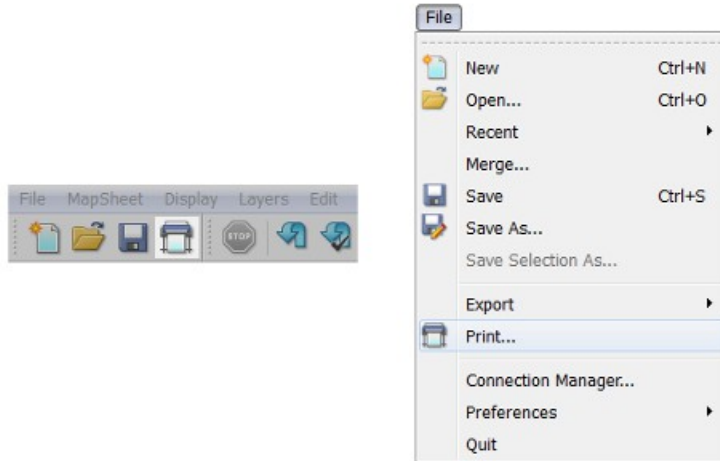 File MapSheet Display Layers Edit
STOP
File
New Ctrl+N
Open... Ctrl+O
Recent
Merge...
Save Ctrl+S
Save As...
Save Selection As...
Export
Print...
Connection Manager...
Preferences
Quit